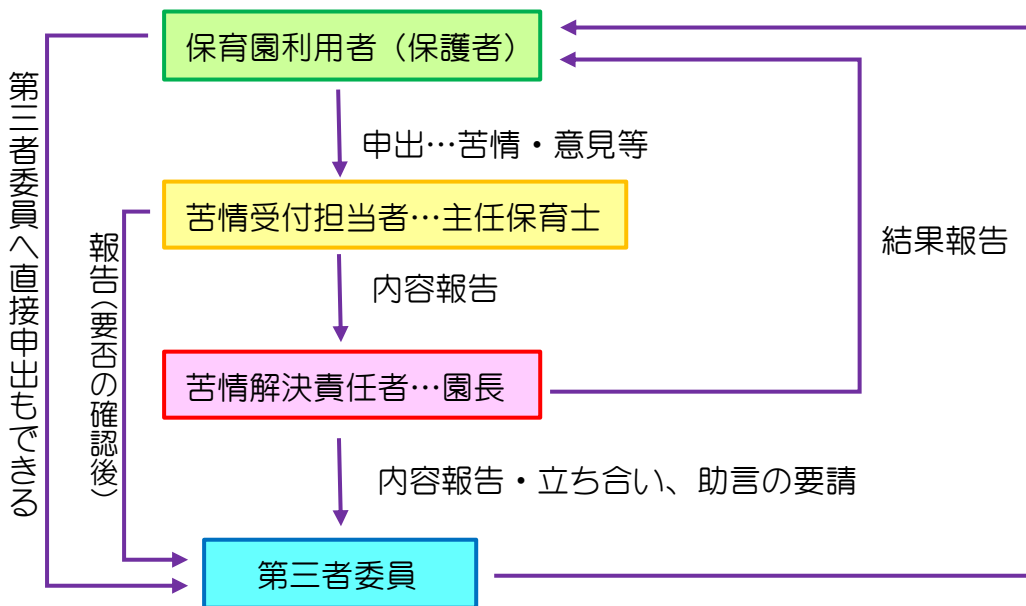 保育園利用者（保護者）
申出…苦情・意見等
苦情受付担当者…主任保育士
内容報告
苦情解決責任者…園長
内容報告・立ち合い、助言の要請
第三者委員
第三者委員へ直接申出もできる
報告（要否の確認後）
結果報告